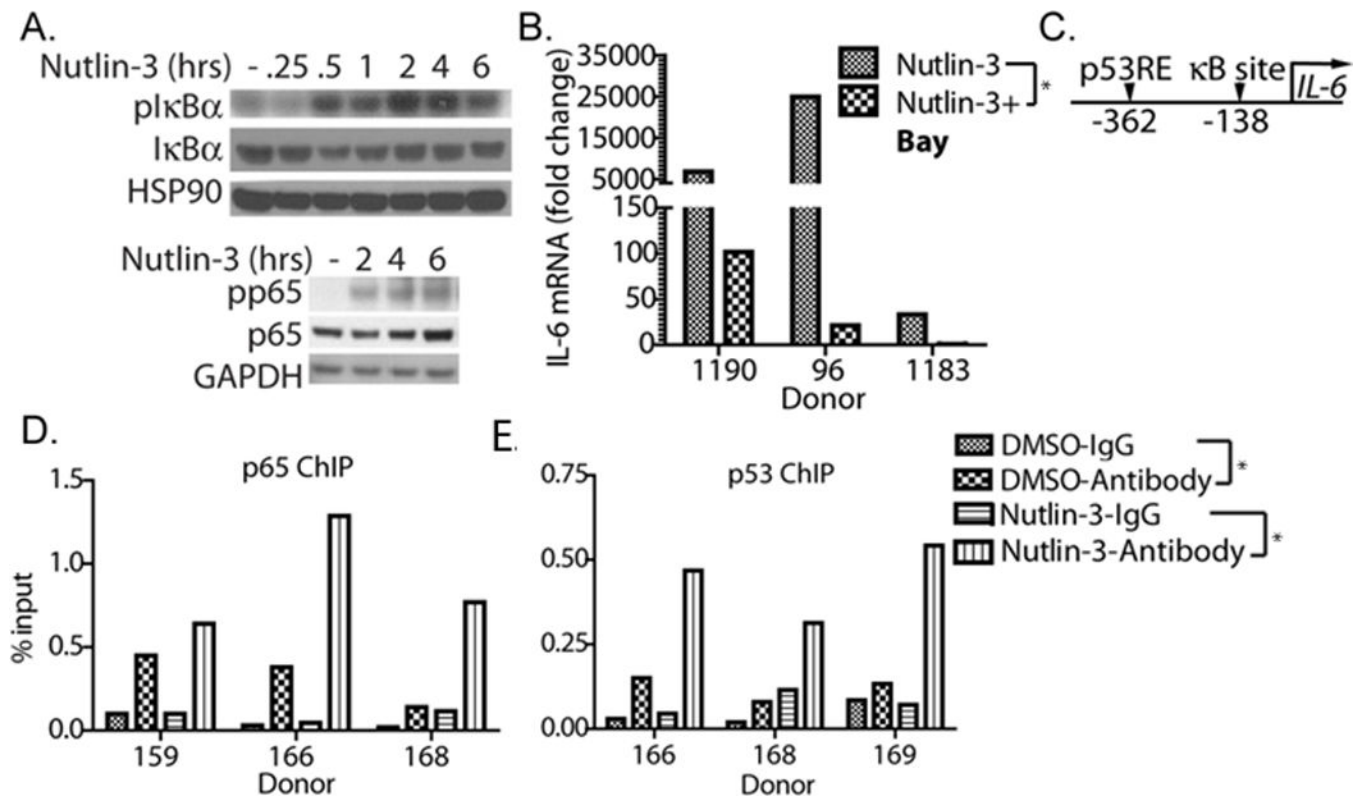 A.
Nutlin-3 (hrs) - .25 .5 1 2 4 6
pIκBα
IκBα
HSP90
Nutlin-3 (hrs) - 2 4 6
pp65
p65
GAPDH
B.
IL-6 mRNA (fold change)
35000
25000
15000
5000
150
100
50
0
1190 96 1183
Donor
Nutlin-3
Nutlin-3+
Bay
*
C.
p53RE κB site
IL-6
-362 -138
D.
p65 ChIP
% input
1.5
1.0
0.5
0.0
159 166 168
Donor
E.
p53 ChIP
0.75
0.50
0.25
0.00
166 168 169
Donor
DMSO-IgG
DMSO-Antibody
*
Nutlin-3-IgG
Nutlin-3-Antibody
*